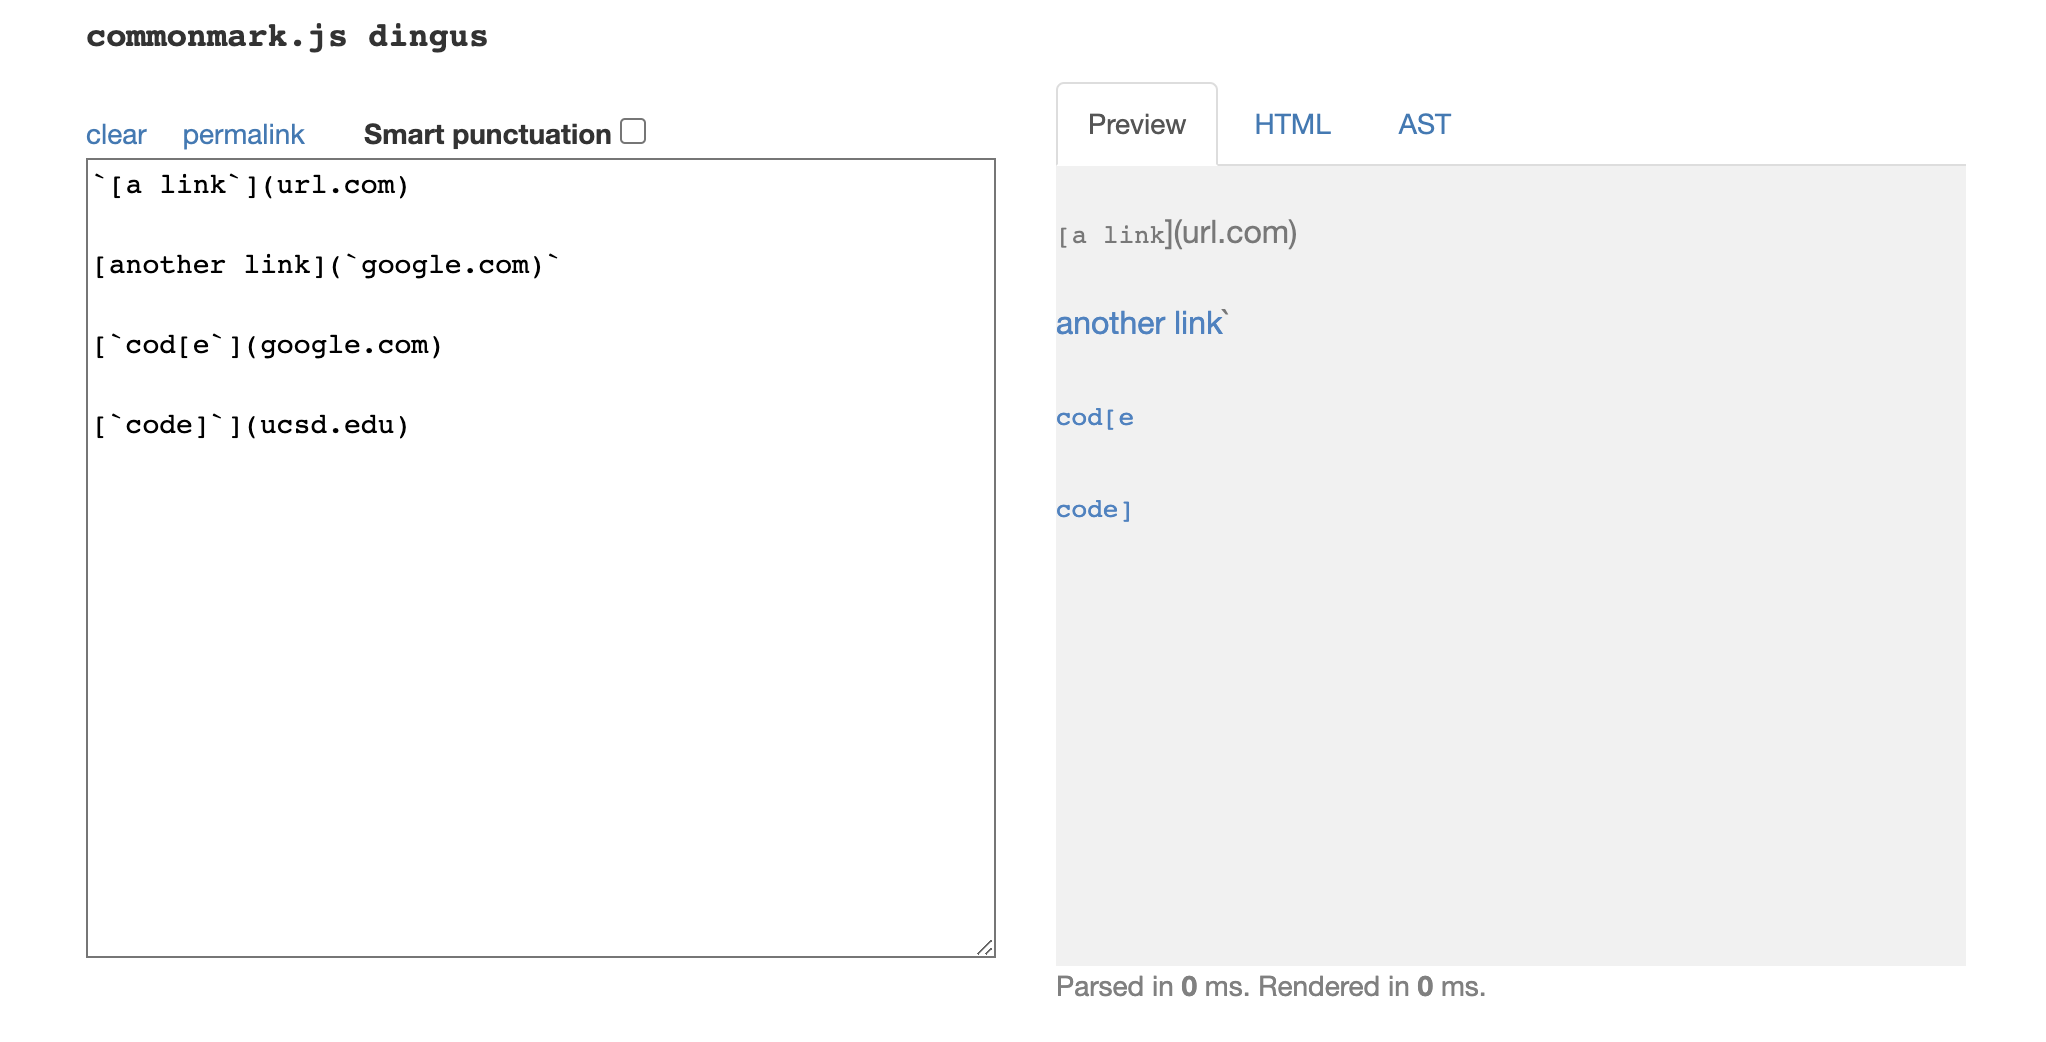 commonmark.js dingus
clear permalink Smart punctuation
`[a link`](url.com)
[another link](`google.com)`
[`cod[e`](google.com)
[`code]`](ucsd.edu)
Preview HTML AST
[a link](url.com)
another link`
cod[e
code]
Parsed in 0 ms. Rendered in 0 ms.